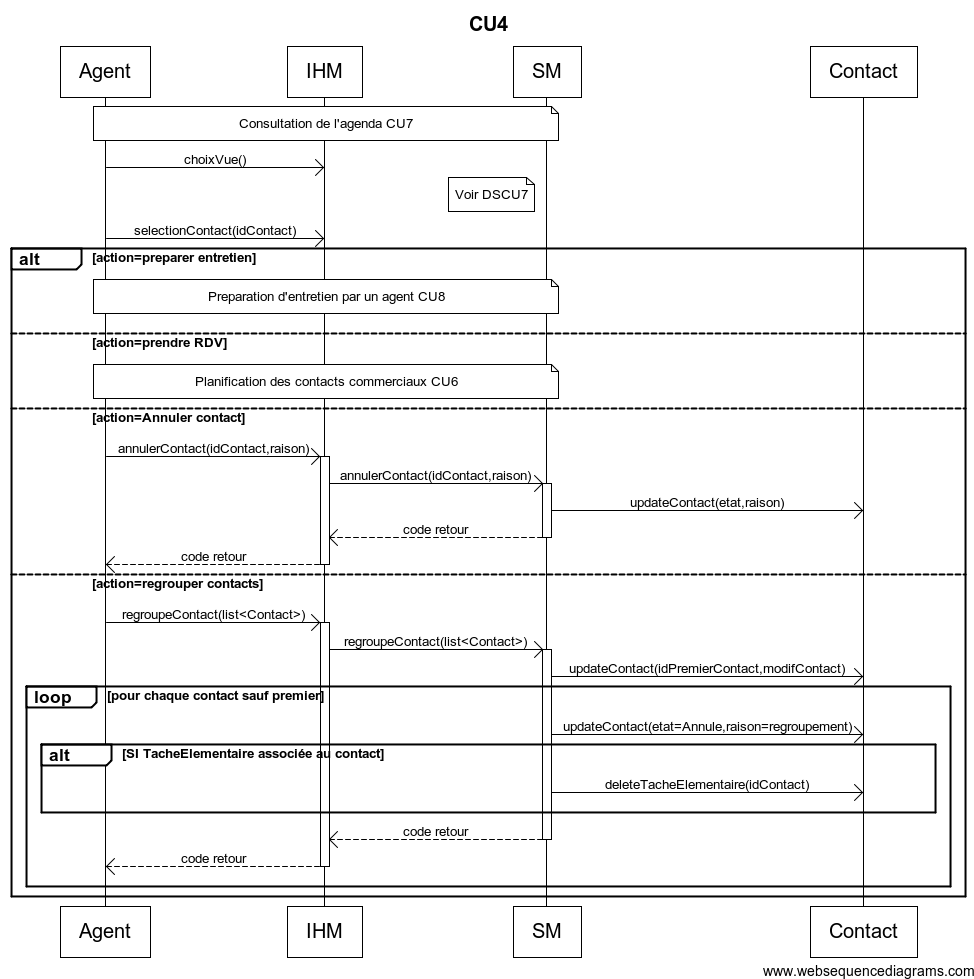 CU4
Agent
IHM
SM
Contact
Consultation de l'agenda CU7
choixVue()
Voir DSCU7
selectionContact(idContact)
alt
[action=preparer entretien]
Preparation d'entretien par un agent CU8
[action=prendre RDV]
Planification des contacts commerciaux CU6
[action=Annuler contact]
annulerContact(idContact,raison)
annulerContact(idContact,raison)
updateContact(etat,raison)
code retour
code retour
[action=regrouper contacts]
regroupeContact(list<Contact>)
regroupeContact(list<Contact>)
updateContact(idPremierContact,modifContact)
loop
[pour chaque contact sauf premier]
updateContact(etat=Annule,raison=regroupement)
alt
[SI TacheElementaire associée au contact]
deleteTacheElementaire(idContact)
code retour
code retour
Agent
IHM
SM
Contact
www.websequencediagrams.com